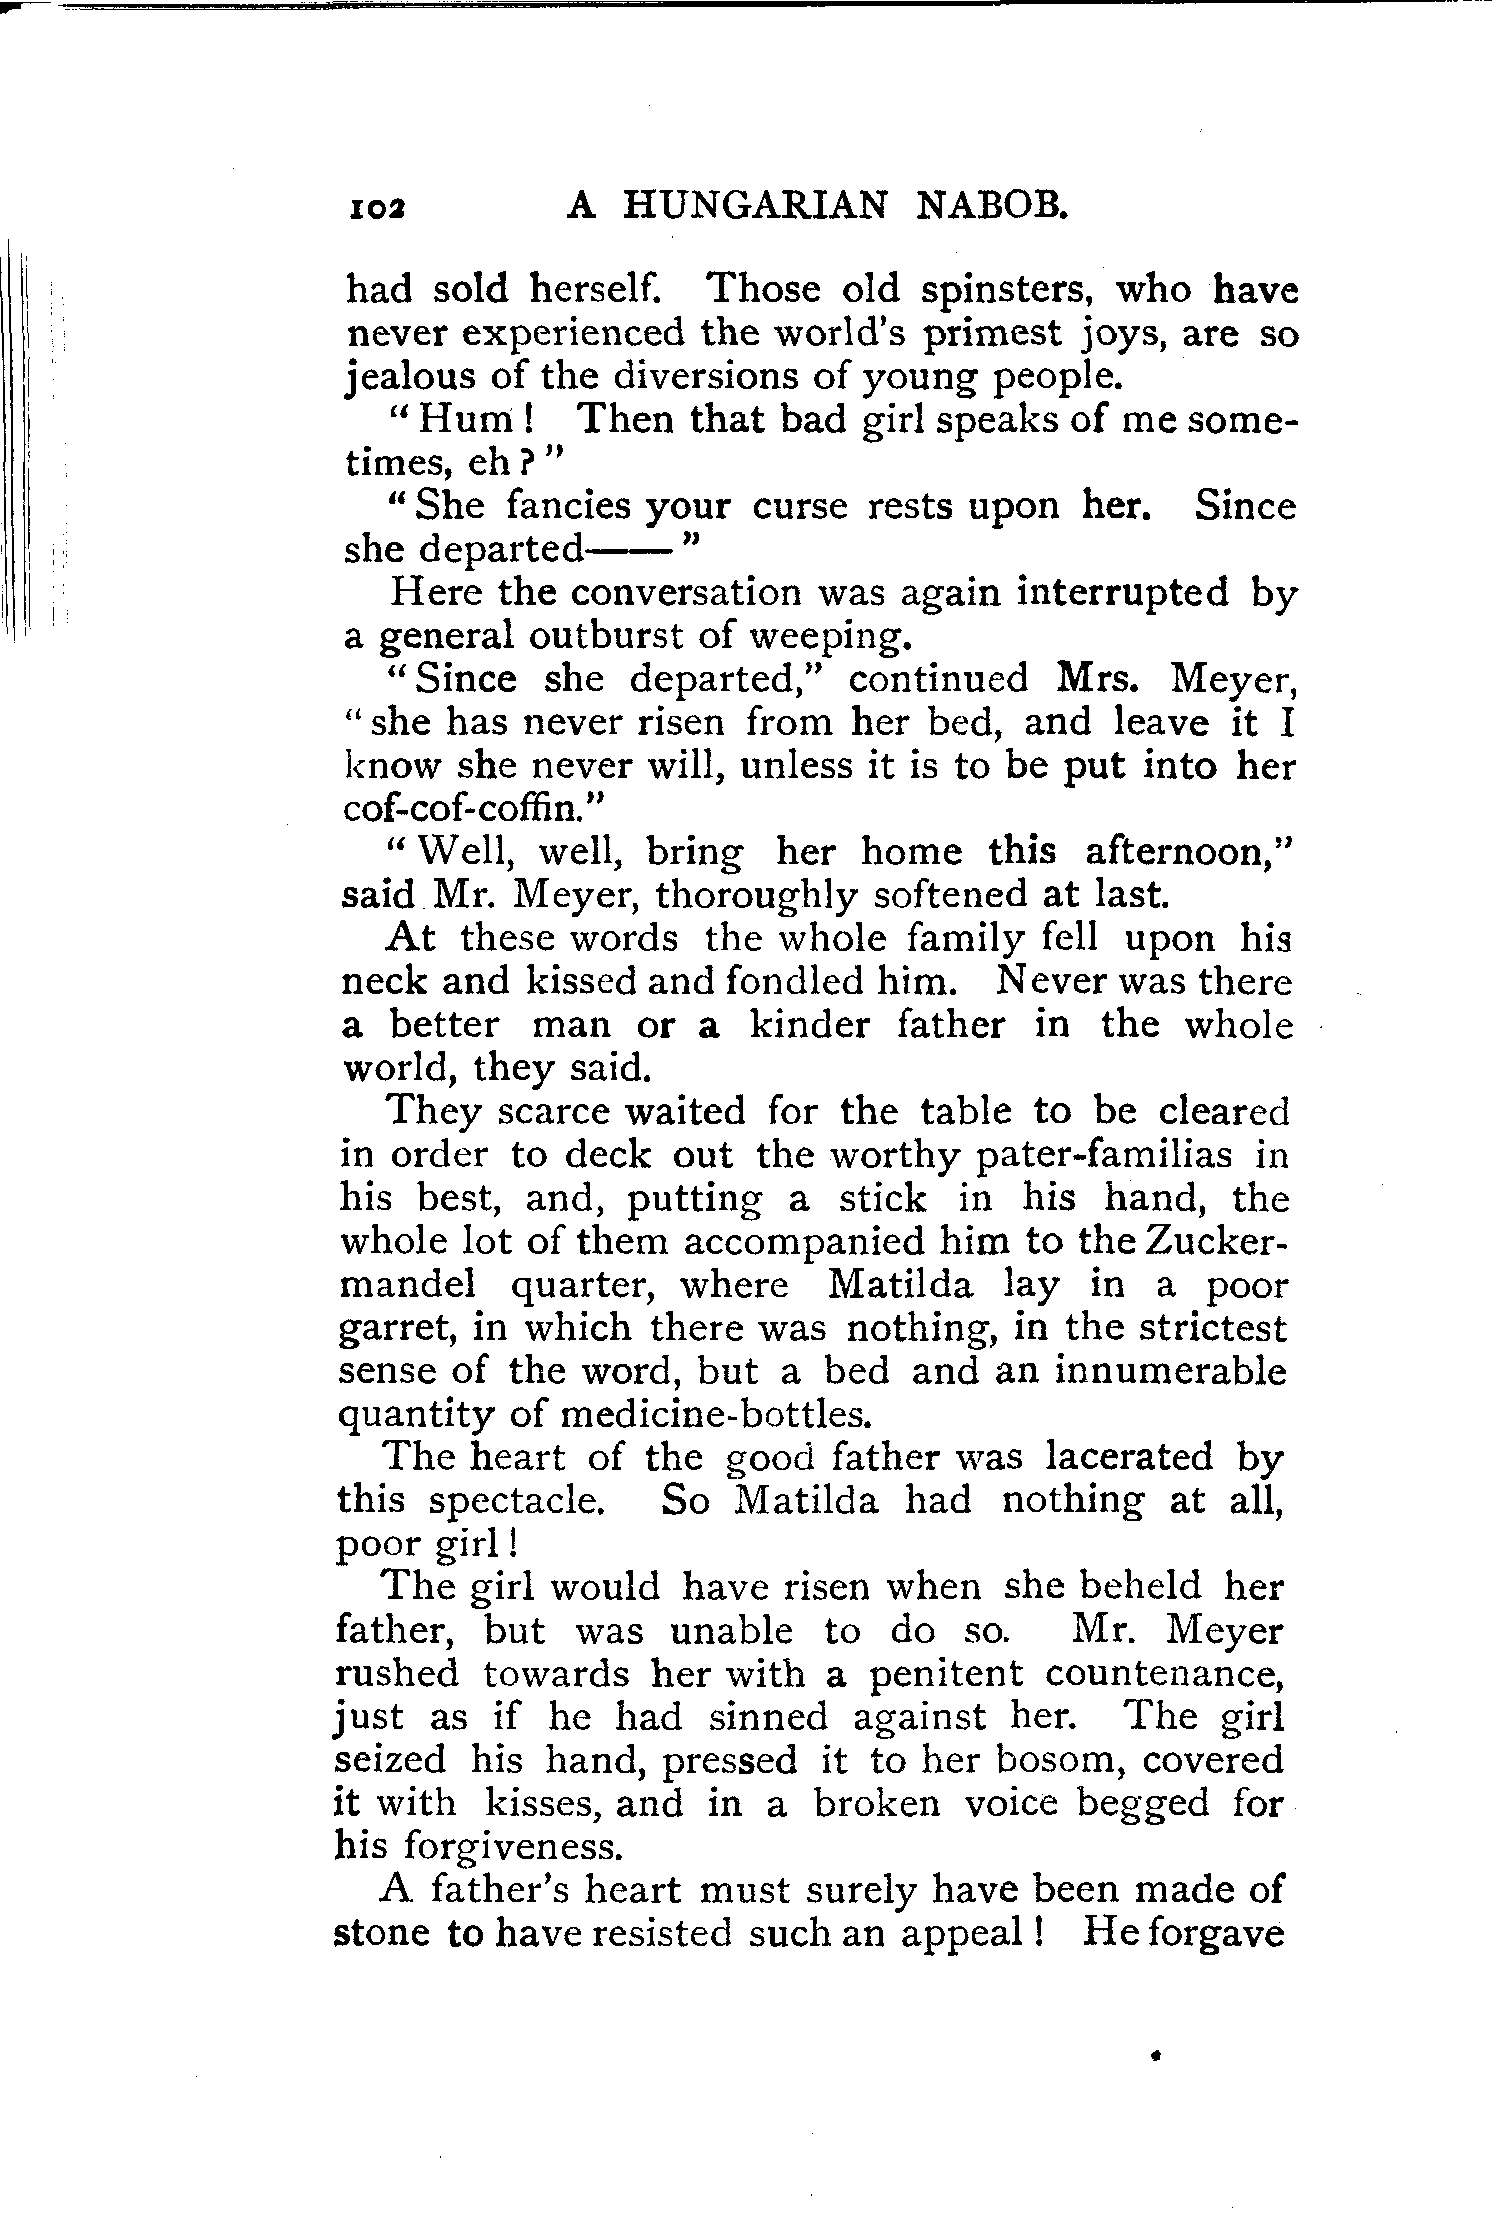 102 A HUNGARIAN NABOB.
had sold herself. Those old spinsters, who have
never experienced the world's primest joys, are so
jealous of the diversions of young people.
"Hum! Then that bad girl speaks of me some-
times, eh?"
"She fancies your curse rests upon her. Since
she departed——"
Here the conversation was again interrupted by
a general outburst of weeping.
"Since she departed," continued Mrs. Meyer,
"she has never risen from her bed, and leave it I
know she never will, unless it is to be put into her
cof-cof-coffin."
"Well, well, bring her home this afternoon,"
said Mr. Meyer, thoroughly softened at last.
At these words the whole family fell upon his
neck and kissed and fondled him. Never was there
a better man or a kinder father in the whole
world, they said.
They scarce waited for the table to be cleared
in order to deck out the worthy pater-familias in
his best, and, putting a stick in his hand, the
whole lot of them accompanied him to the Zucker-
mandel quarter, where Matilda lay in a poor
garret, in which there was nothing, in the strictest
sense of the word, but a bed and an innumerable
quantity of medicine-bottles.
The heart of the good father was lacerated by
this spectacle. So Matilda had nothing at all,
poor girl!
The girl would have risen when she beheld her
father, but was unable to do so. Mr. Meyer
rushed towards her with a penitent countenance,
just as if he had sinned against her. The girl
seized his hand, pressed it to her bosom, covered
it with kisses, and in a broken voice begged for
his forgiveness.
A father's heart must surely have been made of
stone to have resisted such an appeal! He forgave